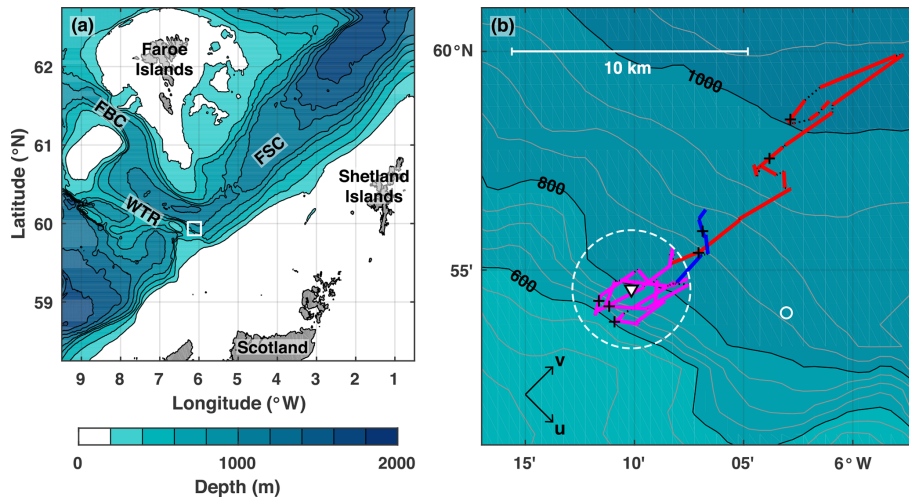 (a)
Faroe
Islands
62
FBC
61
FSC
Shetland
Islands
WTR
60
59
Scotland
Latitude (°N)
9 8 7 6 5 4 3 2 1
Longitude (°W)
0 1000 2000
Depth (m)
(b)
60°N
10 km
1000
800
600
55'
v
u
15' 10' 05' 6°W